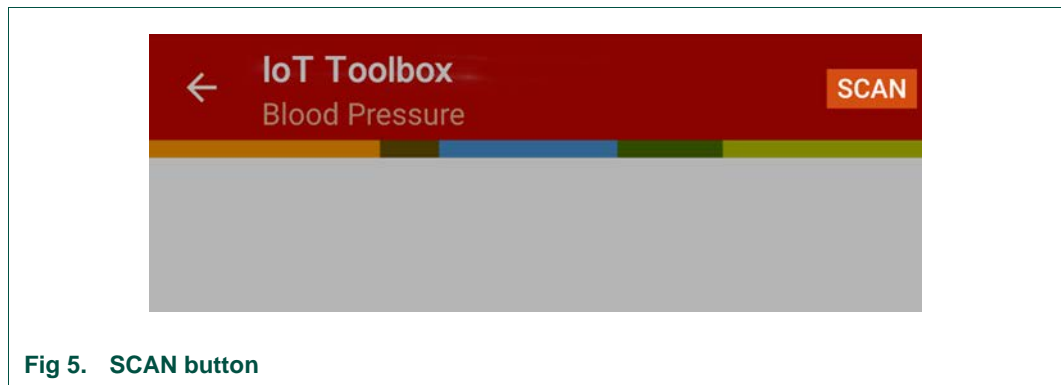 IoT Toolbox
Blood Pressure
SCAN
Fig 5. SCAN button